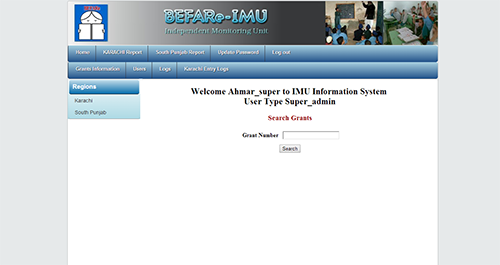 BEFARe
BEFARe-IMU
Independent Monitoring Unit
Home KARACHI Report South Punjab-Report Update Password Log out
Grants Information Users Logs Karachi Entry Logs
Regions
Karachi
South Punjab
Welcome Ahmar_super to IMU Information System
User Type Super_admin
Search Grants
Grant Number
Search